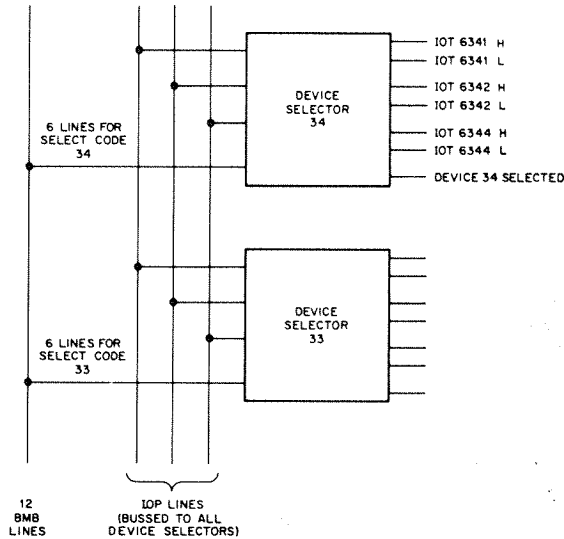 IOT 6341 H
IOT 6341 L
IOT 6342 H
IOT 6342 L
IOT 6344 H
IOT 6344 L
DEVICE 34 SELECTED
DEVICE
SELECTOR
34
6 LINES FOR
SELECT CODE
34
DEVICE
SELECTOR
33
6 LINES FOR
SELECT CODE
33
12
BMB
LINES
IOP LINES
(BUSSED TO ALL
DEVICE SELECTORS)